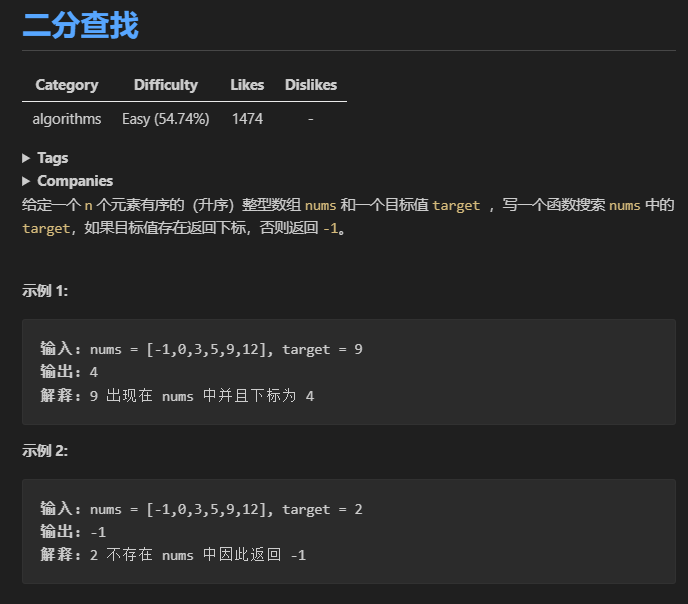 二分查找
Category Difficulty Likes Dislikes
algorithms Easy (54.74%) 1474 -
▶ Tags
▶ Companies
给定一个 n 个元素有序的（升序）整型数组 nums 和一个目标值 target ，写一个函数搜索 nums 中的
target，如果目标值存在返回下标，否则返回 -1。
示例 1:
输入: nums = [-1,0,3,5,9,12], target = 9
输出: 4
解释: 9 出现在 nums 中并且下标为 4
示例 2:
输入: nums = [-1,0,3,5,9,12], target = 2
输出: -1
解释: 2 不存在 nums 中因此返回 -1